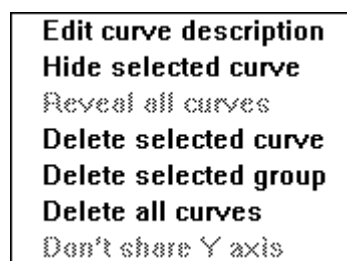 Edit curve description
Hide selected curve
Reveal all curves
Delete selected curve
Delete selected group
Delete all curves
Don't share Y axis